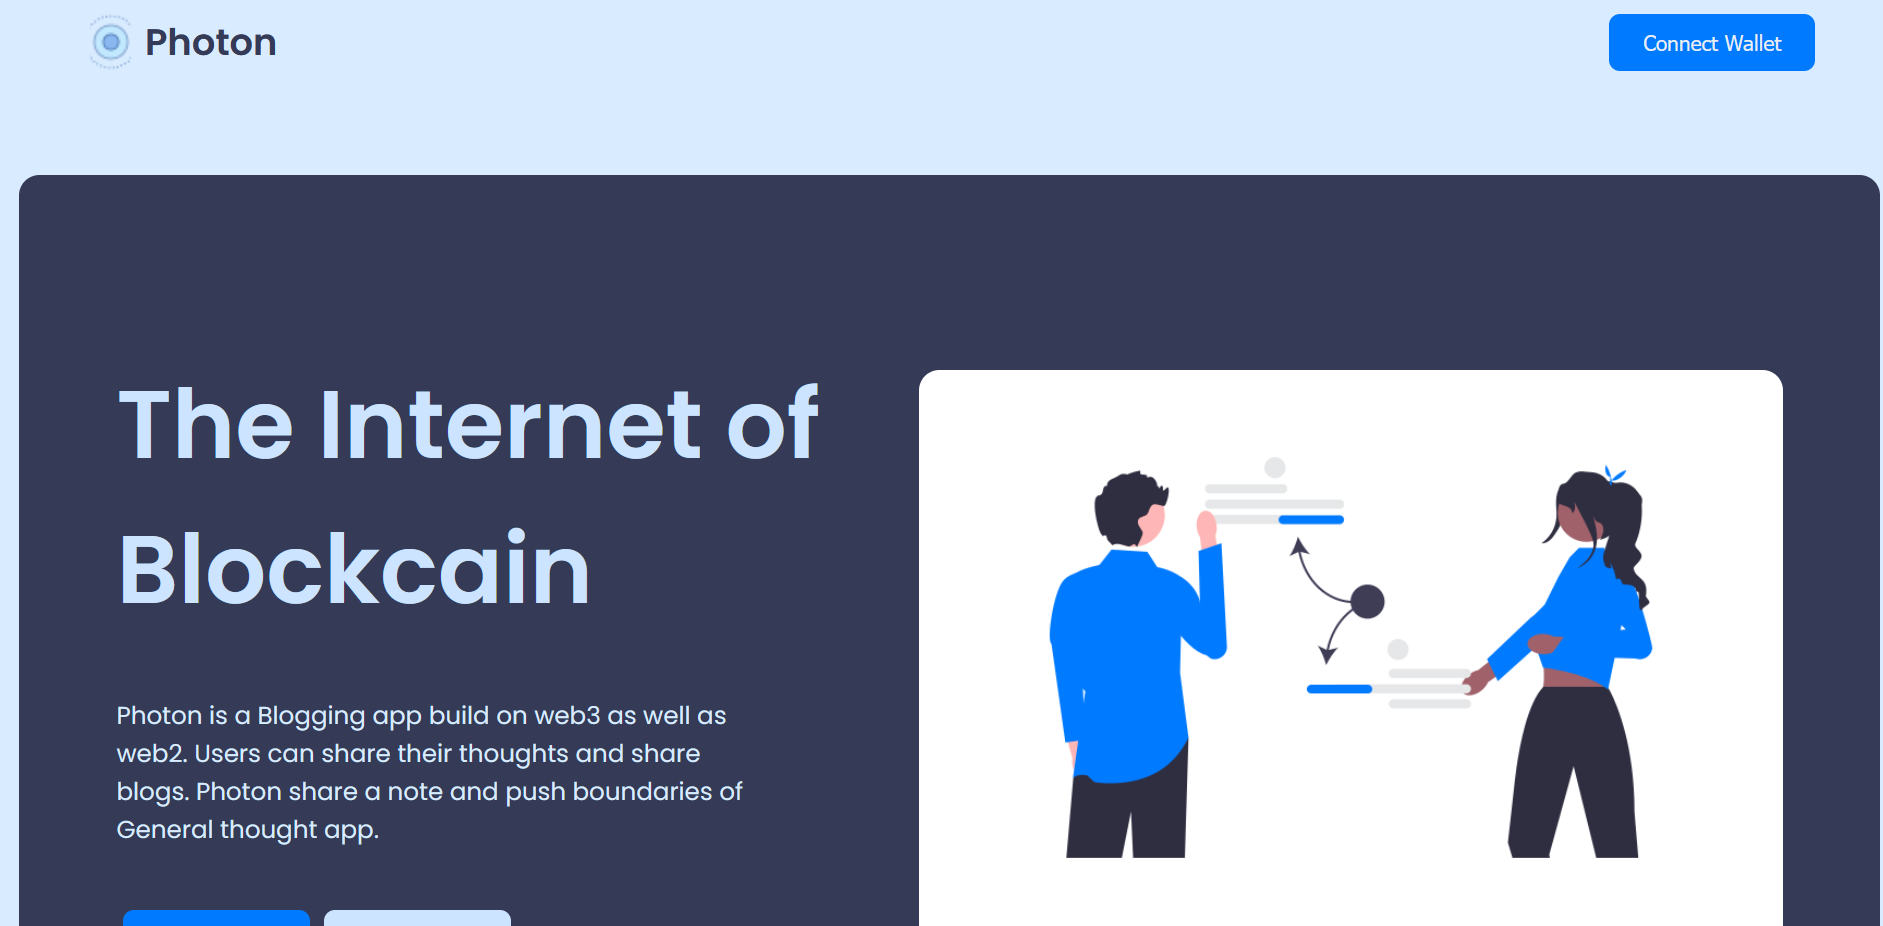 Photon
Connect Wallet
The Internet of
Blockcain
Photon is a Blogging app build on web3 as well as
web2. Users can share their thoughts and share
blogs. Photon share a note and push boundaries of
General thought app.